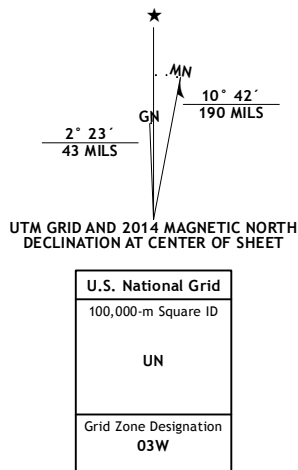 MN
GN
10° 42´
190 MILS
2° 23´
43 MILS
UTM GRID AND 2014 MAGNETIC NORTH
DECLINATION AT CENTER OF SHEET
U.S. National Grid
100,000-m Square ID
UN
Grid Zone Designation
03W